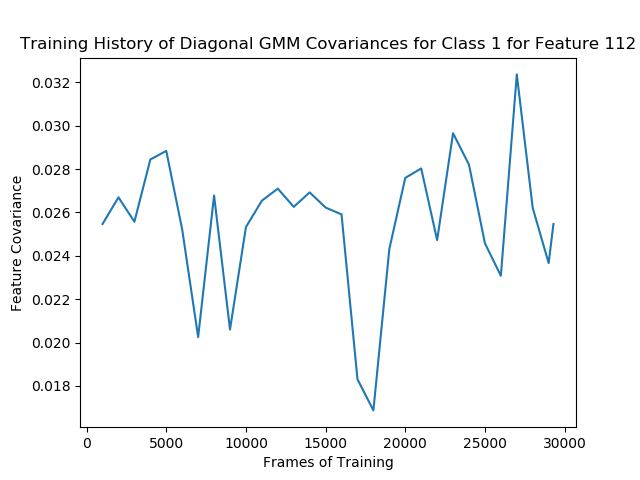 Training History of Diagonal GMM Covariances for Class 1 for Feature 112
0.032
0.030
0.028
0.026
0.024
0.022
0.020
0.018
Feature Covariance
0 5000 10000 15000 20000 25000 30000
Frames of Training